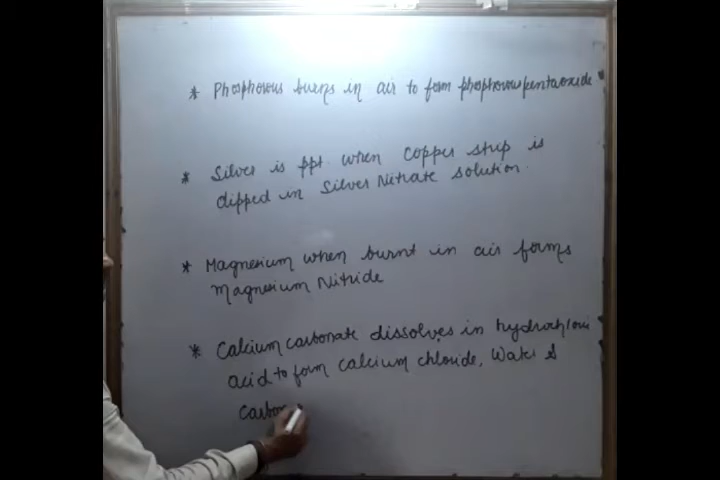 * Phosphorous burns in air to form phosphorous pentaoxide *
* Silver is ppt. when Copper strip is
dipped in Silver Nitrate solution.
* Magnesium when burnt in air forms
Magnesium Nitride
* Calcium carbonate dissolves in hydrochloric
acid to form calcium chloride, Water &
Carbon